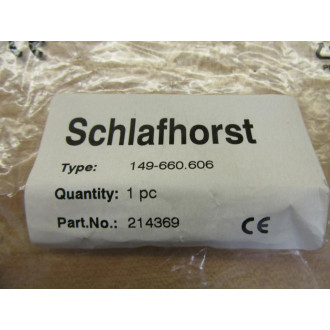 Schlafhorst
Type: 149-660.606
Quantity: 1 pc
Part.No.: 214369 CE